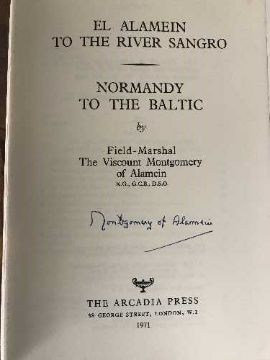 EL ALAMEIN
TO THE RIVER SANGRO
NORMANDY
TO THE BALTIC
by
Field-Marshal
The Viscount Montgomery
of Alamein
K.G., G.C.B., D.S.O.
Montgomery of Alamein
THE ARCADIA PRESS
GEORGE STREET, LONDON, W.1
1971